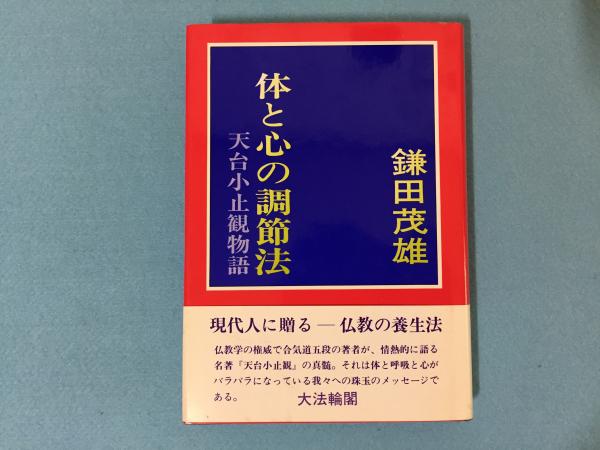 体と心の調節法
天台小止観物語
鎌田茂雄
現代人に贈る―仏教の養生法
仏教学の権威で合気道五段の著者が、情熱的に語る
名著『天台小止観』の真髄。それは体と呼吸と心が
バラバラになっている我々への珠玉のメッセージで
ある。
大法輪閣